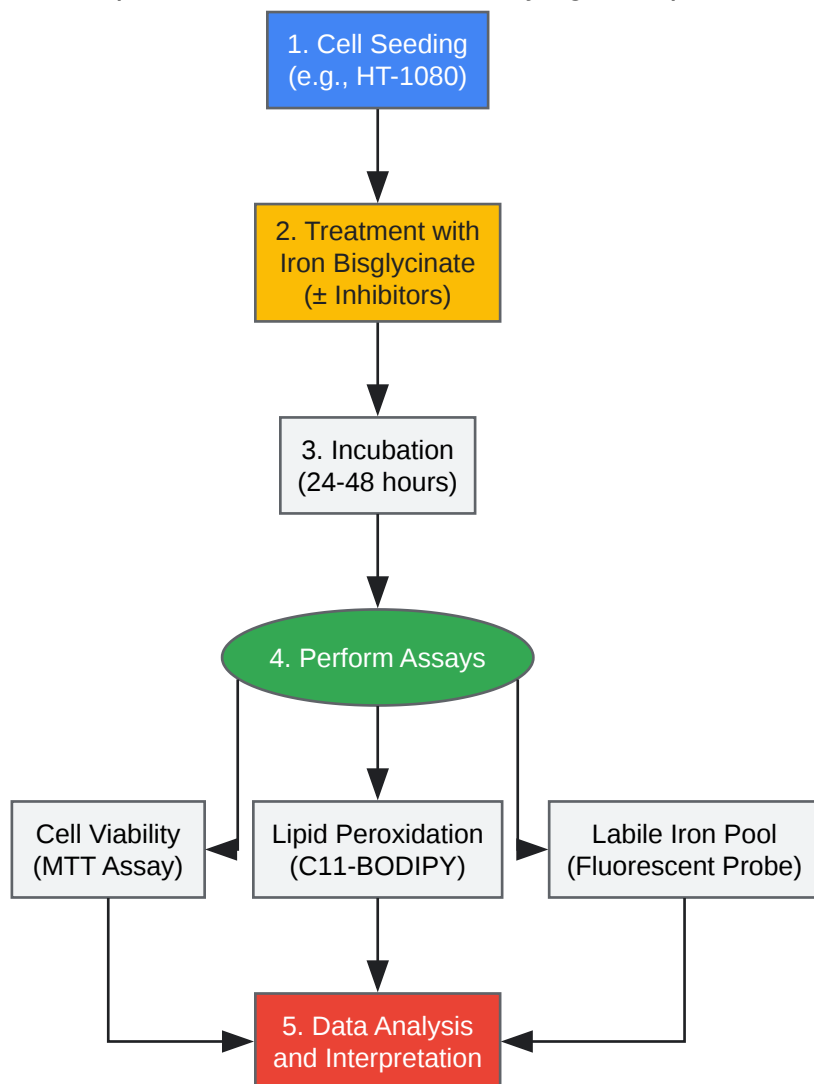 1. Cell Seeding
(e.g., HT-1080)
2. Treatment with
Iron Bisglycinate
(± Inhibitors)
3. Incubation
(24-48 hours)
4. Perform Assays
Cell Viability
(MTT Assay)
Lipid Peroxidation
(C11-BODIPY)
Labile Iron Pool
(Fluorescent Probe)
5. Data Analysis
and Interpretation